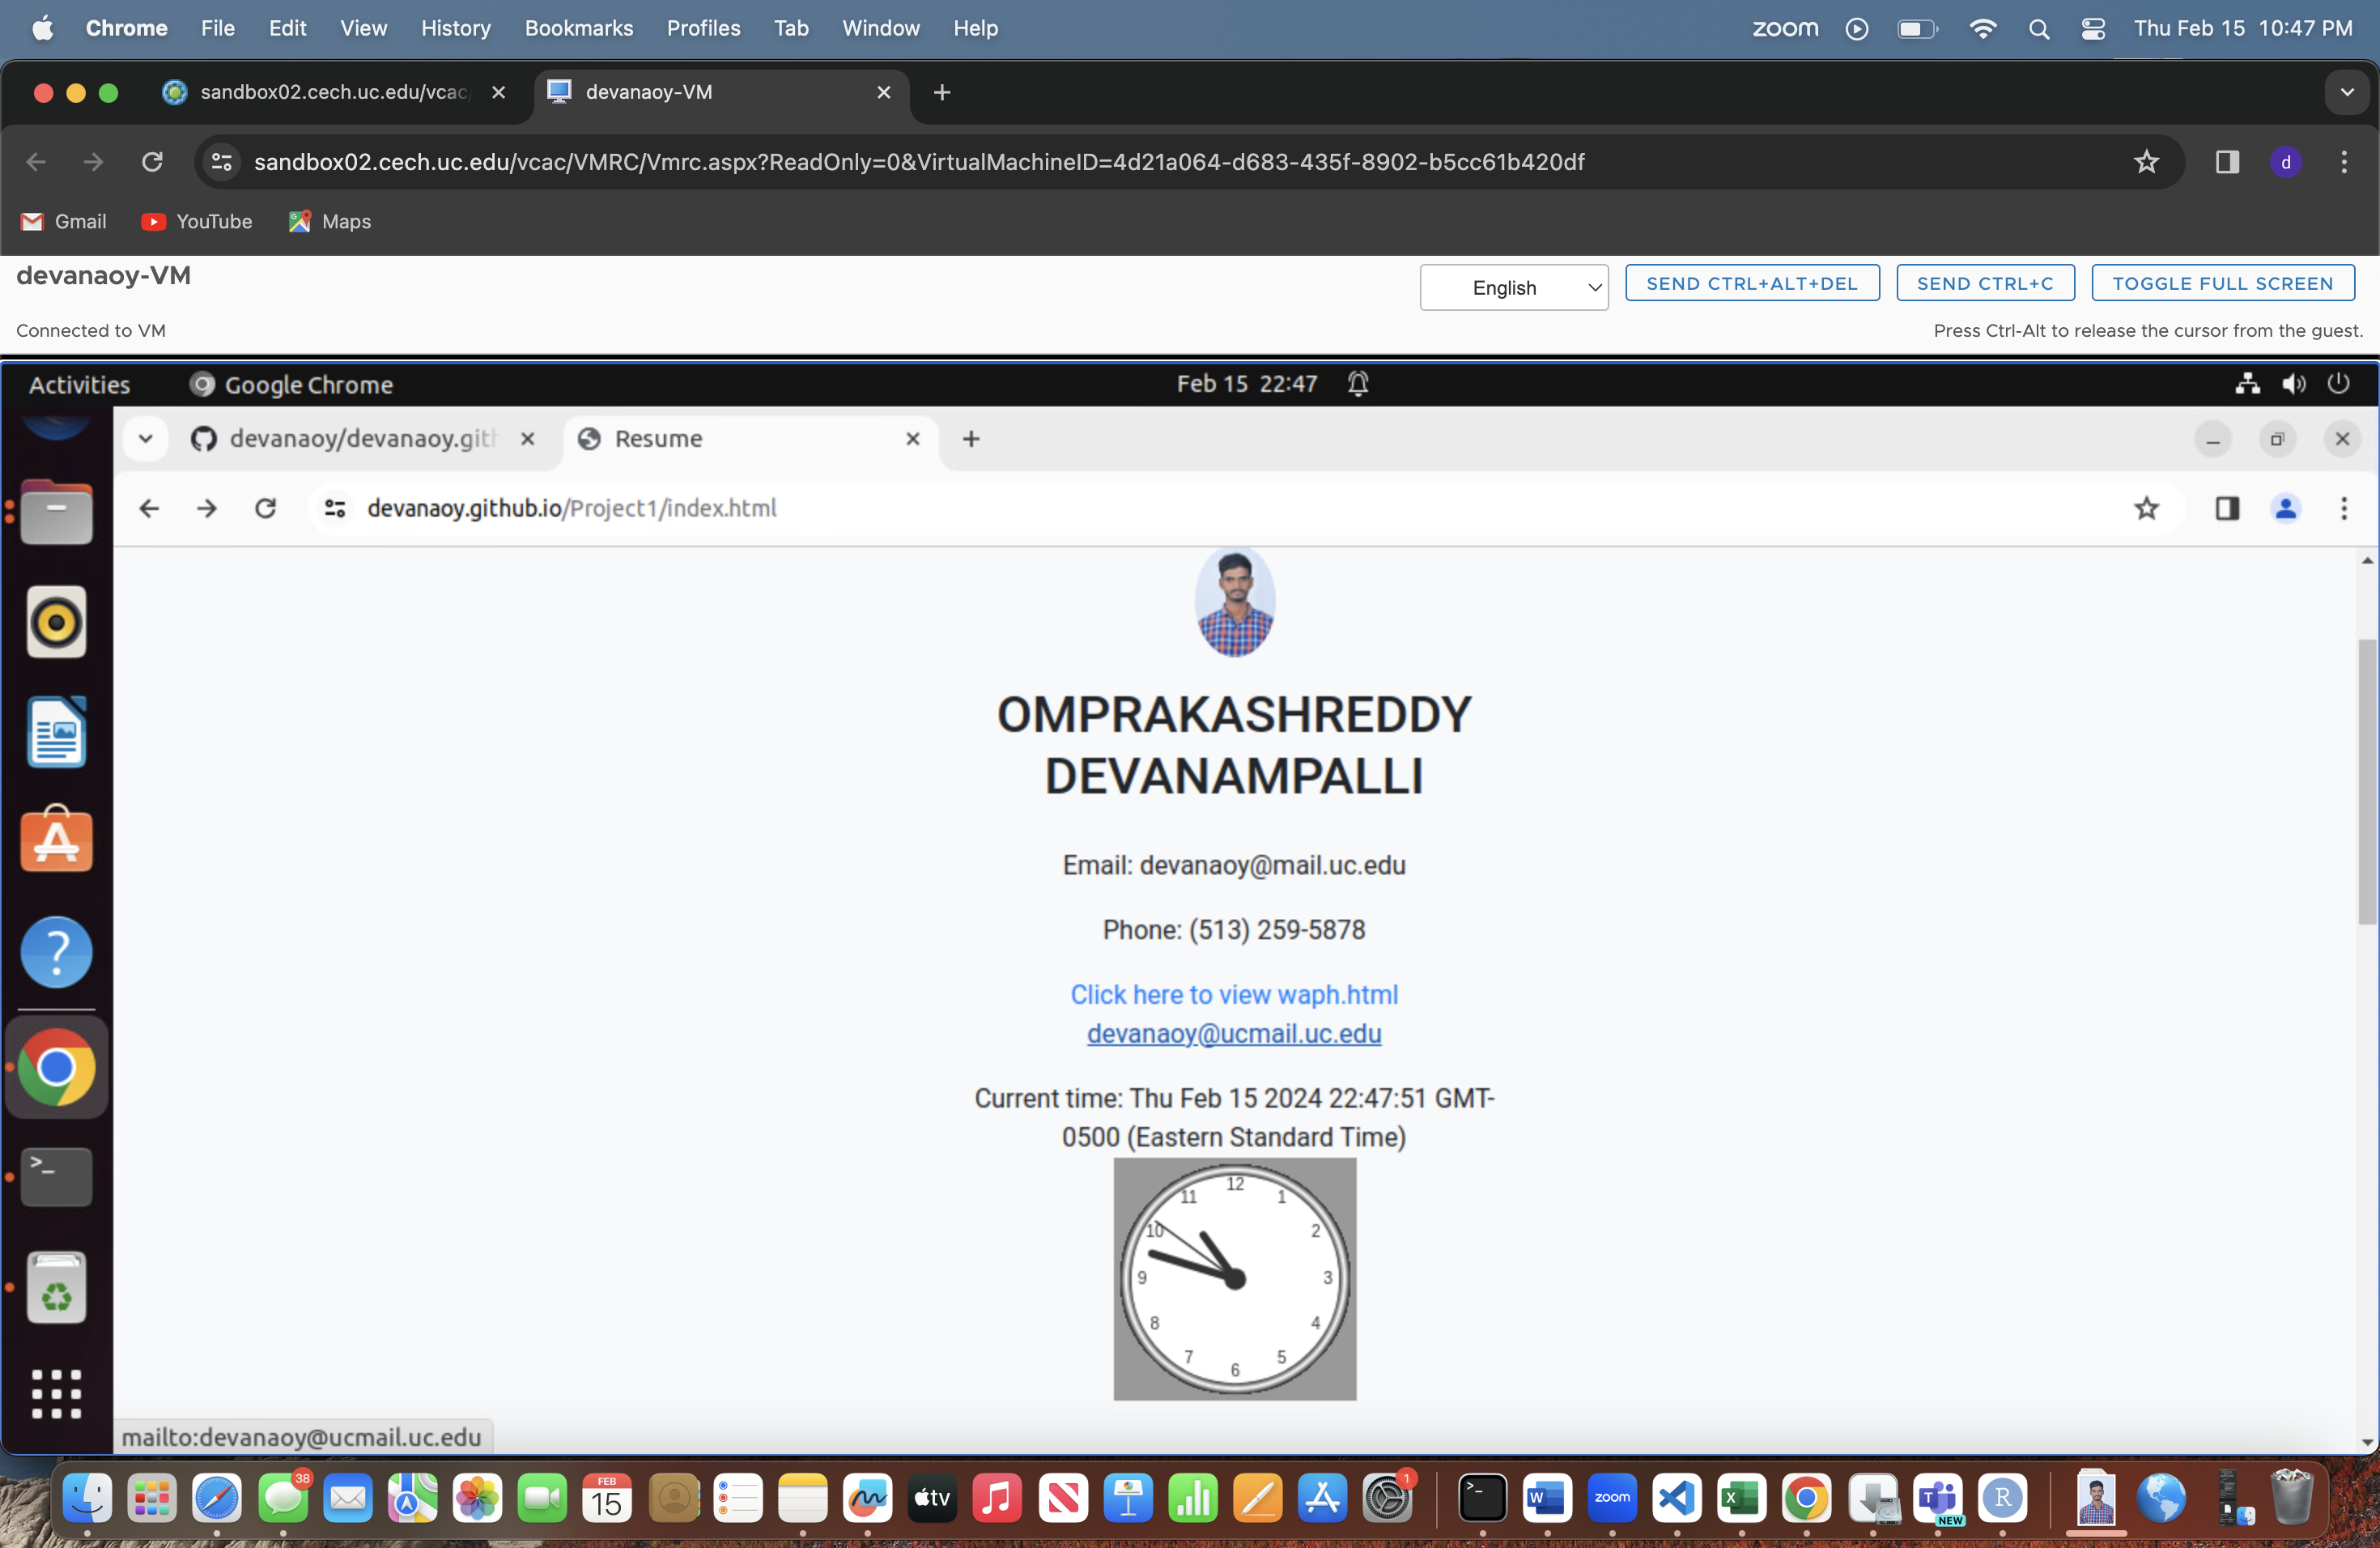 Chrome File Edit View History Bookmarks Profiles Tab Window Help zoom Thu Feb 15 10:47 PM
sandbox02.cech.uc.edu/vcac devanaoy-VM
sandbox02.cech.uc.edu/vcac/VMRC/Vmrc.aspx?ReadOnly=0&VirtualMachineID=4d21a064-d683-435f-8902-b5cc61b420df d
Gmail YouTube Maps
devanaoy-VM English SEND CTRL+ALT+DEL SEND CTRL+C TOGGLE FULL SCREEN
Connected to VM Press Ctrl-Alt to release the cursor from the guest.
Activities Google Chrome Feb 15 22:47
devanaoy/devanaoy.gith Resume
devanaoy.github.io/Project1/index.html
OMPRAKASHREDDY
DEVANAMPALLI
Email: devanaoy@mail.uc.edu
Phone: (513) 259-5878
Click here to view waph.html
devanaoy@ucmail.uc.edu
Current time: Thu Feb 15 2024 22:47:51 GMT-
0500 (Eastern Standard Time)
12
11 1
10 2
9 3
8 4
7 5
6
mailto:devanaoy@ucmail.uc.edu
38 FEB 15 tv 1 W zoom X T NEW R